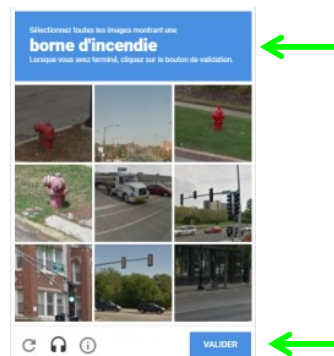 Sélectionnez toutes les images montrant une
borne d'incendie
Lorsque vous avez terminé, cliquez sur le bouton de validation.
VALIDER